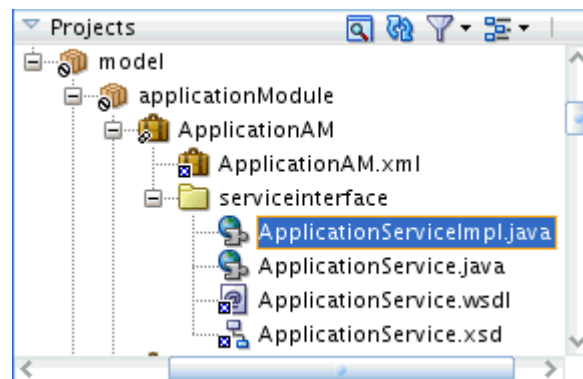 Projects
model
applicationModule
ApplicationAM
ApplicationAM.xml
serviceinterface
ApplicationServiceImpl.java
ApplicationService.java
ApplicationService.wsdl
ApplicationService.xsd